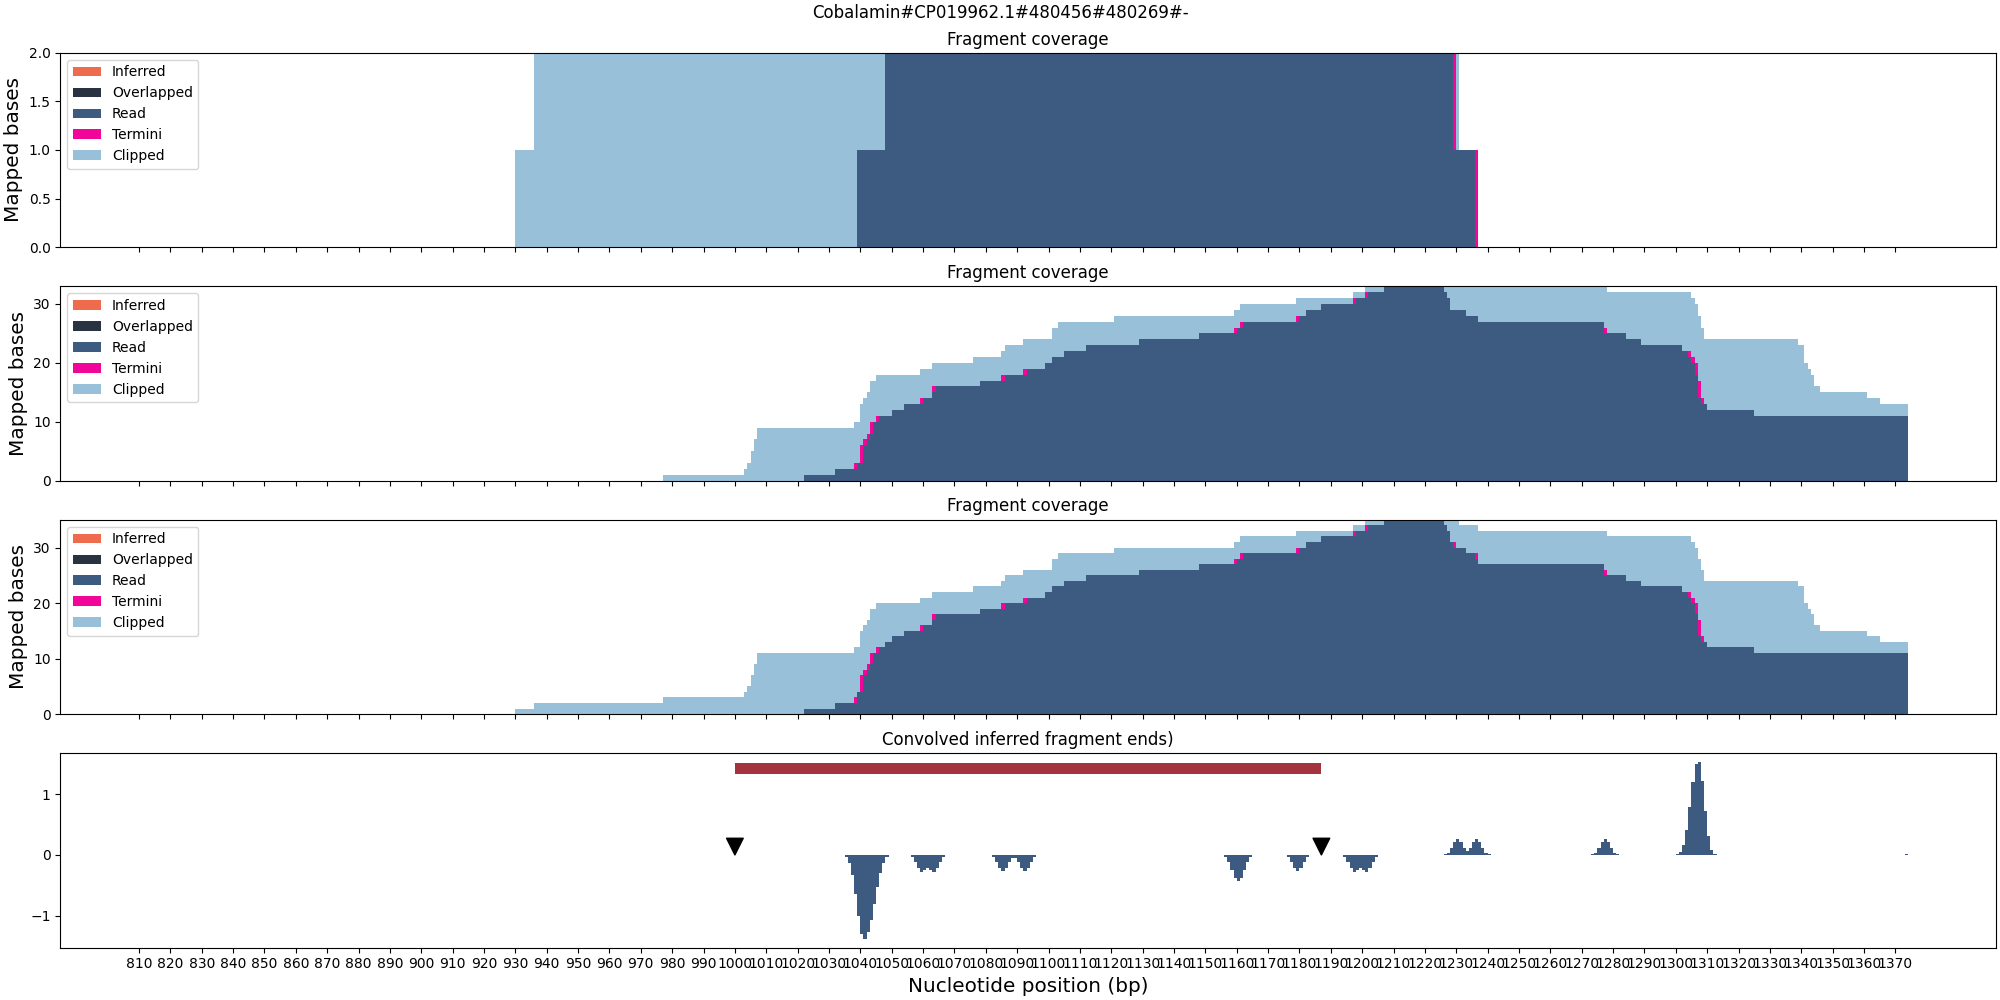 Cobalamin#CP019962.1#480456#480269#-
Fragment coverage
Mapped bases
2.0
1.5
1.0
0.5
0.0
Inferred
Overlapped
Read
Termini
Clipped
Fragment coverage
Mapped bases
30
20
10
0
Inferred
Overlapped
Read
Termini
Clipped
Fragment coverage
Mapped bases
30
20
10
0
Inferred
Overlapped
Read
Termini
Clipped
Convolved inferred fragment ends)
1
0
−1
810 820 830 840 850 860 870 880 890 900 910 920 930 940 950 960 970 980 990 1000 1010 1020 1030 1040 1050 1060 1070 1080 1090 1100 1110 1120 1130 1140 1150 1160 1170 1180 1190 1200 1210 1220 1230 1240 1250 1260 1270 1280 1290 1300 1310 1320 1330 1340 1350 1360 1370
Nucleotide position (bp)